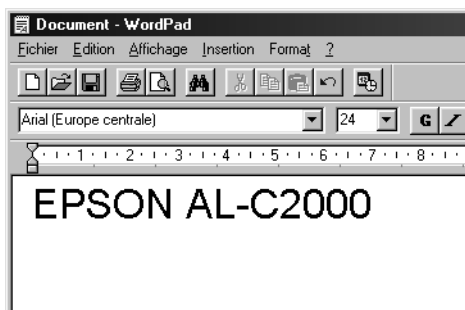 Document - WordPad
Fichier Edition Affichage Insertion Format ?
Arial (Europe centrale) 24 G I
1 2 3 4 5 6 7 8
EPSON AL-C2000